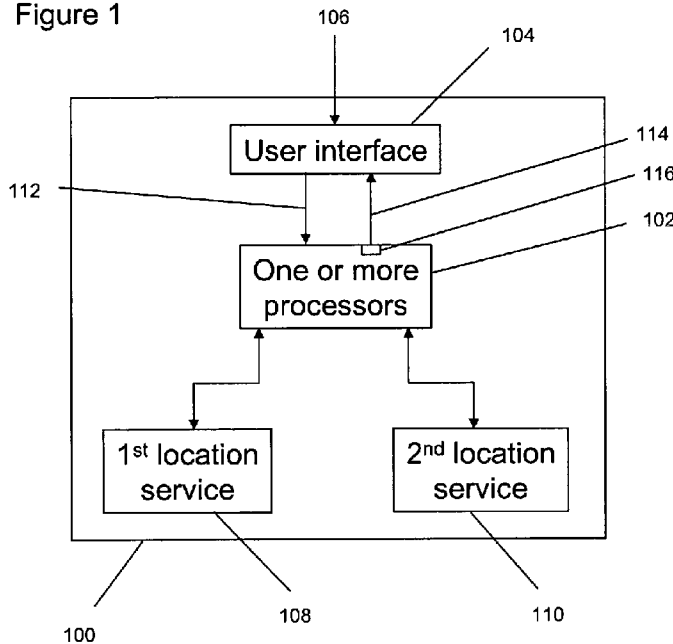 Figure 1
106
104
User interface
114
116
112
102
One or more
processors
1st location
service
2nd location
service
108
110
100